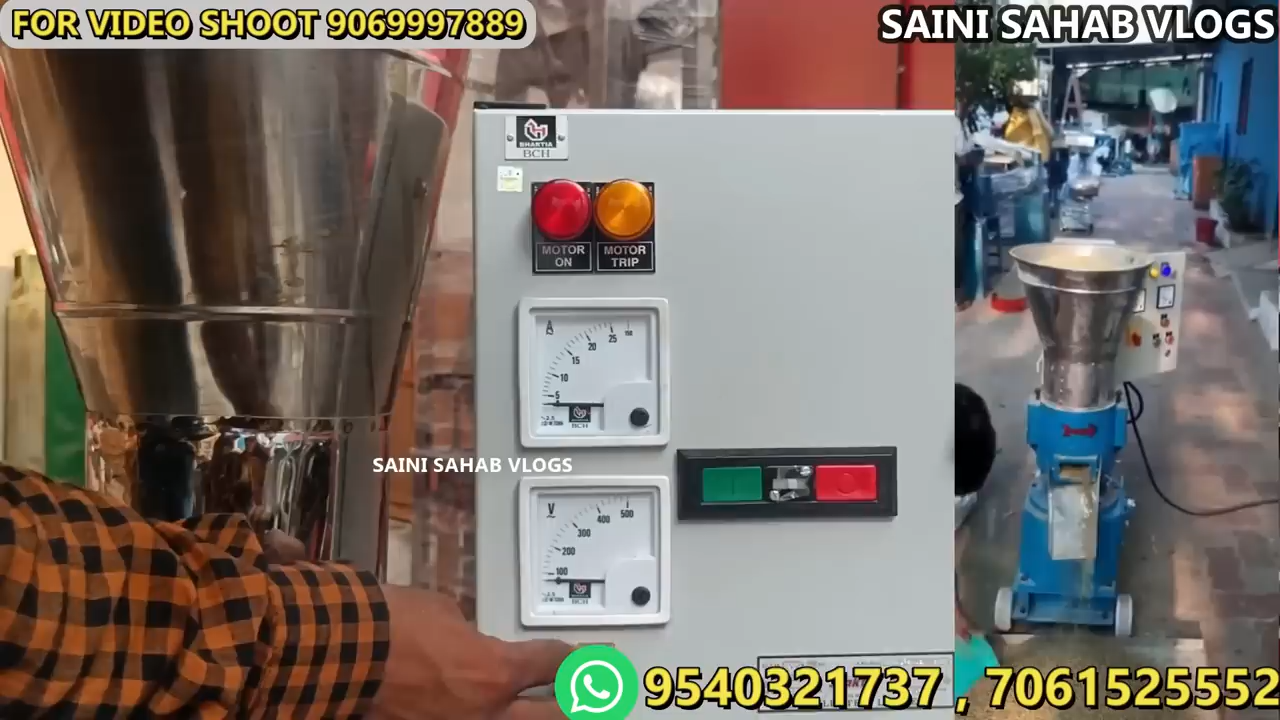 FOR VIDEO SHOOT 9069997889
SAINI SAHAB VLOGS
BHARTIA
BCH
MOTOR ON
MOTOR TRIP
A
5 10 15 20 25
BCH
SAINI SAHAB VLOGS
V
100 200 300 400 500
BCH
9540321737 , 7061525552